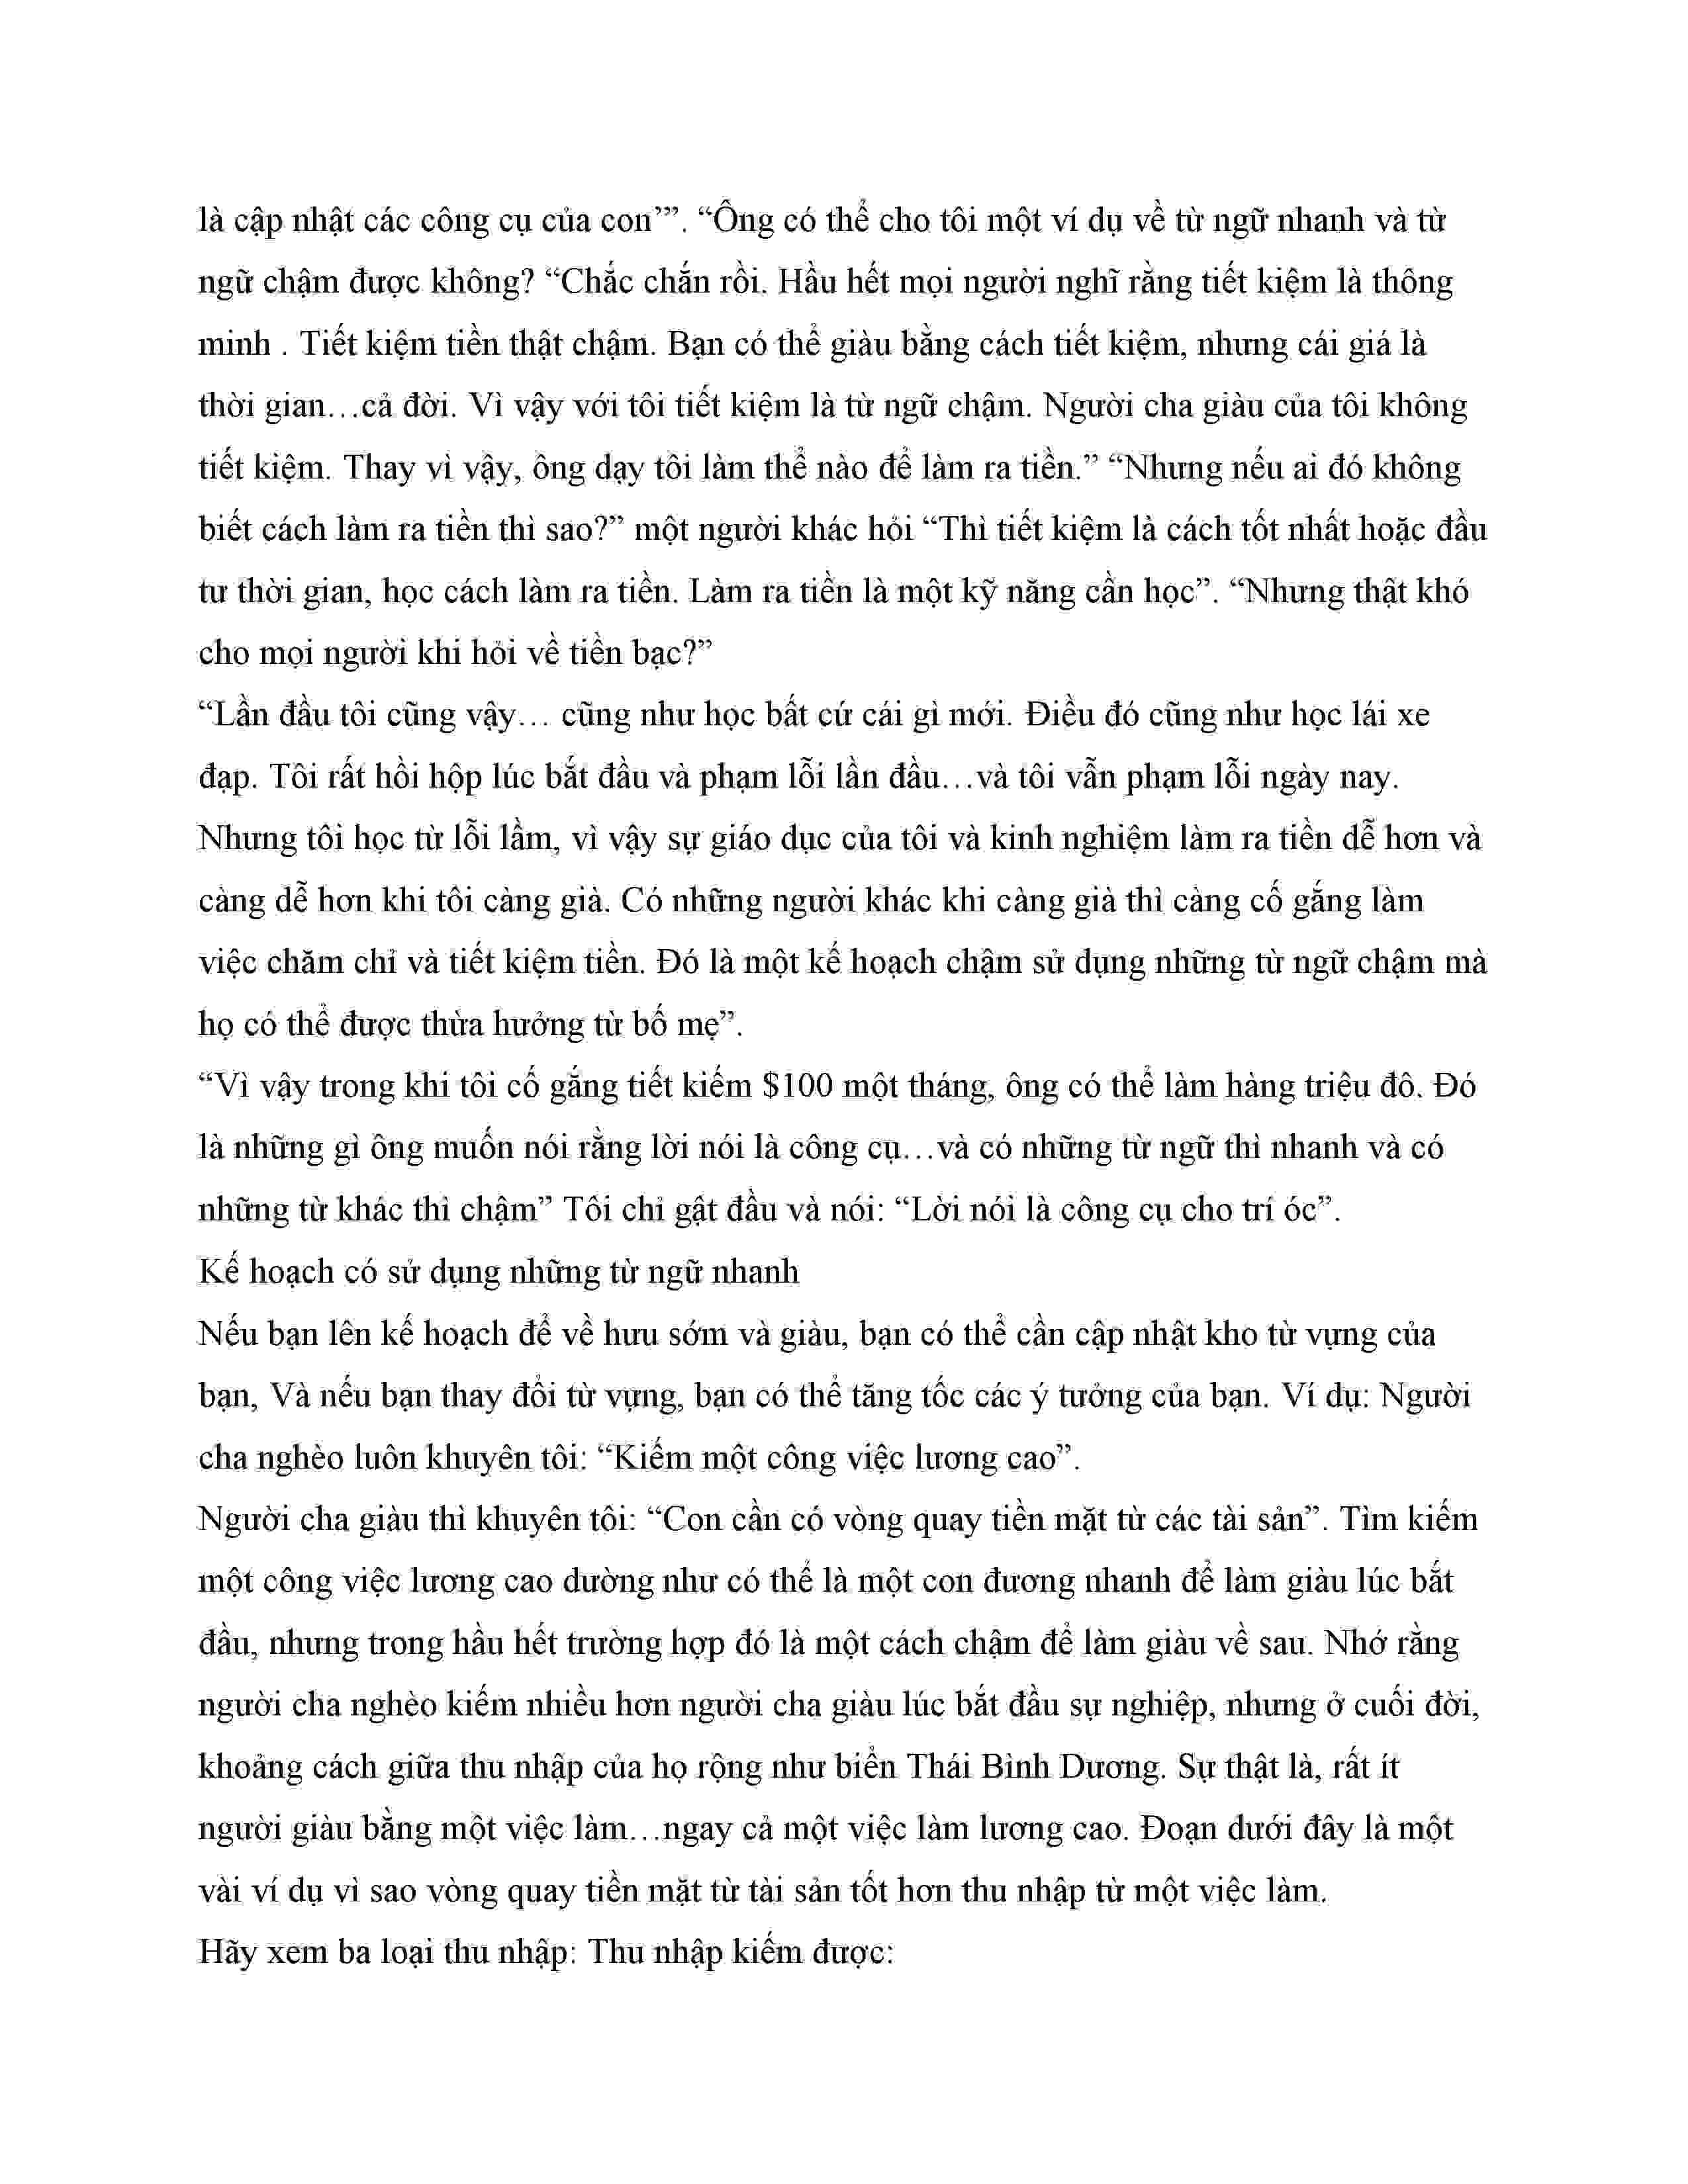 là cập nhật các công cụ của con’”. “Ông có thể cho tôi một ví dụ về từ ngữ nhanh và từ
ngữ chậm được không? “Chắc chắn rồi. Hầu hết mọi người nghĩ rằng tiết kiệm là thông
minh . Tiết kiệm tiền thật chậm. Bạn có thể giàu bằng cách tiết kiệm, nhưng cái giá là
thời gian…cả đời. Vì vậy với tôi tiết kiệm là từ ngữ chậm. Người cha giàu của tôi không
tiết kiệm. Thay vì vậy, ông dạy tôi làm thể nào để làm ra tiền.” “Nhưng nếu ai đó không
biết cách làm ra tiền thì sao?” một người khác hỏi “Thì tiết kiệm là cách tốt nhất hoặc đầu
tư thời gian, học cách làm ra tiền. Làm ra tiền là một kỹ năng cần học”. “Nhưng thật khó
cho mọi người khi hỏi về tiền bạc?”
“Lần đầu tôi cũng vậy… cũng như học bất cứ cái gì mới. Điều đó cũng như học lái xe
đạp. Tôi rất hồi hộp lúc bắt đầu và phạm lỗi lần đầu…và tôi vẫn phạm lỗi ngày nay.
Nhưng tôi học từ lỗi lầm, vì vậy sự giáo dục của tôi và kinh nghiệm làm ra tiền dễ hơn và
càng dễ hơn khi tôi càng già. Có những người khác khi càng già thì càng cố gắng làm
việc chăm chỉ và tiết kiệm tiền. Đó là một kế hoạch chậm sử dụng những từ ngữ chậm mà
họ có thể được thừa hưởng từ bố mẹ”.
“Vì vậy trong khi tôi cố gắng tiết kiếm $100 một tháng, ông có thể làm hàng triệu đô. Đó
là những gì ông muốn nói rằng lời nói là công cụ…và có những từ ngữ thì nhanh và có
những từ khác thì chậm” Tôi chỉ gật đầu và nói: “Lời nói là công cụ cho trí óc”.
Kế hoạch có sử dụng những từ ngữ nhanh
Nếu bạn lên kế hoạch để về hưu sớm và giàu, bạn có thể cần cập nhật kho từ vựng của
bạn, Và nếu bạn thay đổi từ vựng, bạn có thể tăng tốc các ý tưởng của bạn. Ví dụ: Người
cha nghèo luôn khuyên tôi: “Kiếm một công việc lương cao”.
Người cha giàu thì khuyên tôi: “Con cần có vòng quay tiền mặt từ các tài sản”. Tìm kiếm
một công việc lương cao dường như có thể là một con đương nhanh để làm giàu lúc bắt
đầu, nhưng trong hầu hết trường hợp đó là một cách chậm để làm giàu về sau. Nhớ rằng
người cha nghèo kiếm nhiều hơn người cha giàu lúc bắt đầu sự nghiệp, nhưng ở cuối đời,
khoảng cách giữa thu nhập của họ rộng như biển Thái Bình Dương. Sự thật là, rất ít
người giàu bằng một việc làm…ngay cả một việc làm lương cao. Đoạn dưới đây là một
vài ví dụ vì sao vòng quay tiền mặt từ tài sản tốt hơn thu nhập từ một việc làm.
Hãy xem ba loại thu nhập: Thu nhập kiếm được: